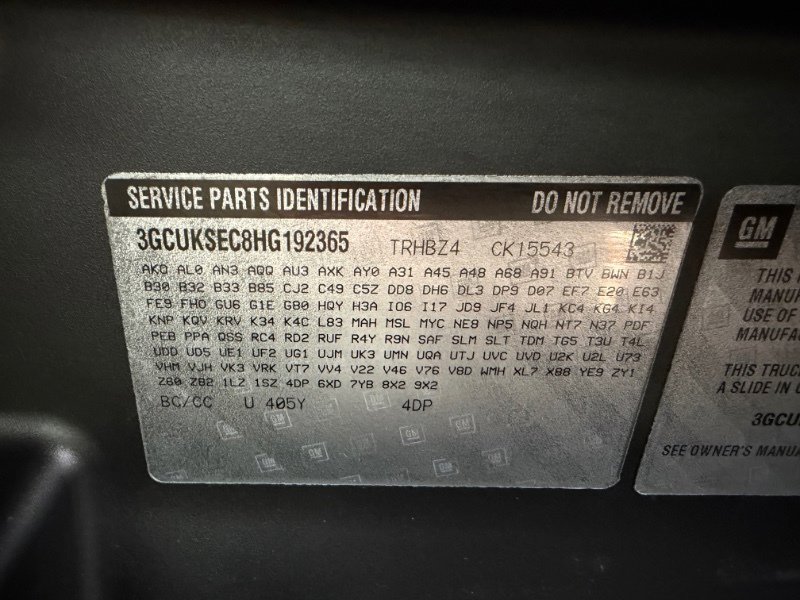 SERVICE PARTS IDENTIFICATION DO NOT REMOVE
3GCUKSEC8HG192365 TRHBZ4 CK15543
AKO AL0 AN3 AQQ AU3 AXK AY0 A31 A45 A48 A68 A91 BTV BWN B1J
B30 B32 B33 B85 CJ2 C49 C5Z DD8 DH6 DL3 DP9 D07 EF7 E20 E63
FE9 FHO GU6 G1E GB0 HQY H3A I06 I17 JD9 JF4 JL1 KC4 KG4 KI4
KNP KQV KRV K34 K4C L83 MAH MSL MYC NE8 NP5 NQH NT7 N37 PDF
PEB PPA QSS RC4 RD2 RUF R4Y R9N SAF SLM SLT TDM TG5 T3U T4L
UDD UD5 UE1 UF2 UG1 UJM UK3 UMN UQA UTJ UVC UVD U2K U2L U73
VHM VJH VK3 VRK VT7 VV4 V22 V46 V76 V8D WMH XL7 X88 YE9 ZY1
Z60 Z82 1LZ 1SZ 4DP 6XD 7YB 8X2 9X2
BC/CC U 405Y 4DP
GM
THIS
MANUF
USE OF
MANUFA
THIS TRUC
A SLIDE IN
3GCU
SEE OWNER'S MANUA